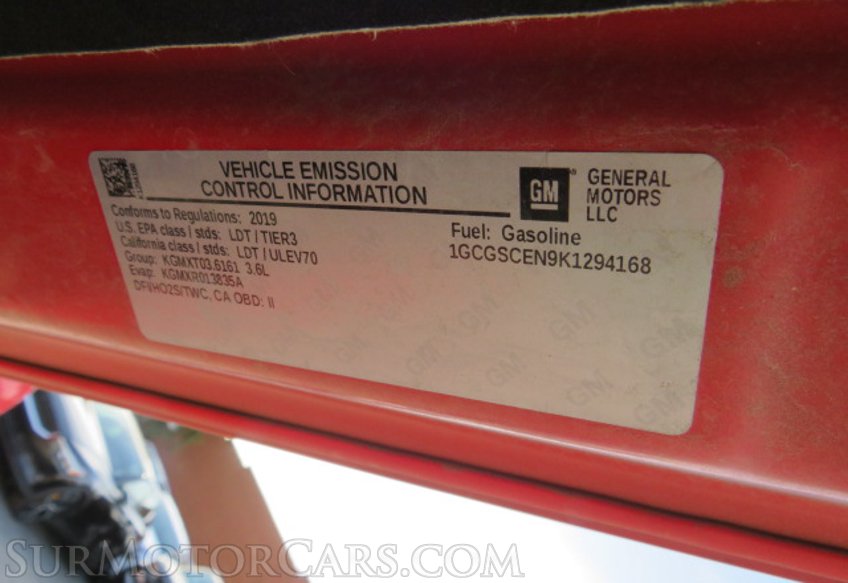 VEHICLE EMISSION
CONTROL INFORMATION
GM
GENERAL
MOTORS
LLC
Conforms to Regulations: 2019
U.S. EPA class / stds: LDT / TIER3
California class / stds: LDT / ULEV70
Group: KGMXT03.6161 3.6L
Evap: KGMXR013835A
DFI/HO2S/TWC, CA OBD: II
Fuel: Gasoline
1GCGSCEN9K1294168
SurMotorCars.com